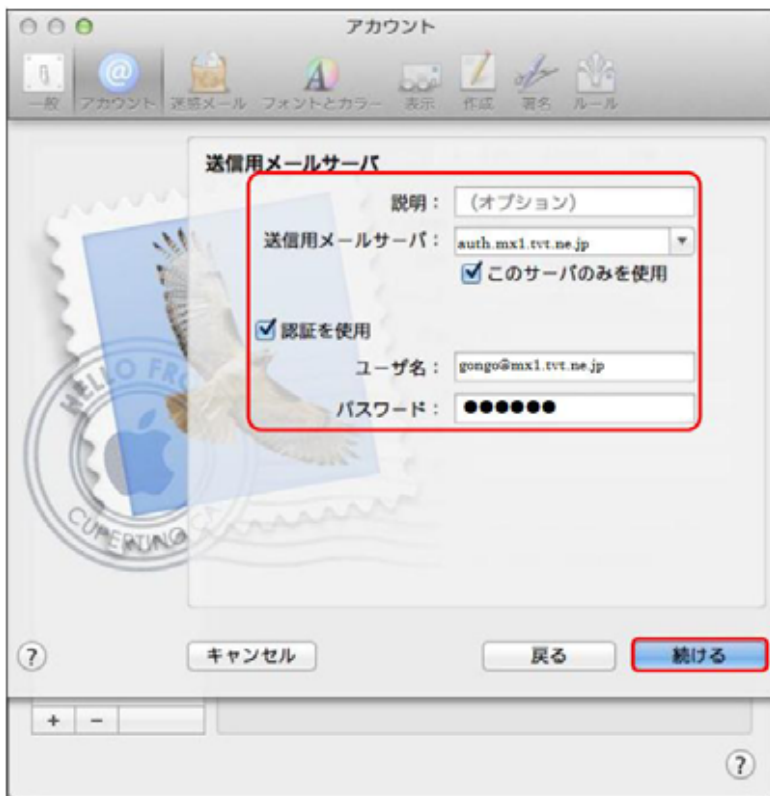 アカウント
一般 アカウント 迷惑メール フォントとカラー 表示 作成 署名 ルール
送信用メールサーバ
説明： （オプション）
送信用メールサーバ： auth.mx1.tvt.ne.jp
このサーバのみを使用
認証を使用
ユーザ名： gongo@mx1.tvt.ne.jp
パスワード： ●●●●●●
HELLO FRO
CUPERTINO
? キャンセル 戻る 続ける
+ −
?